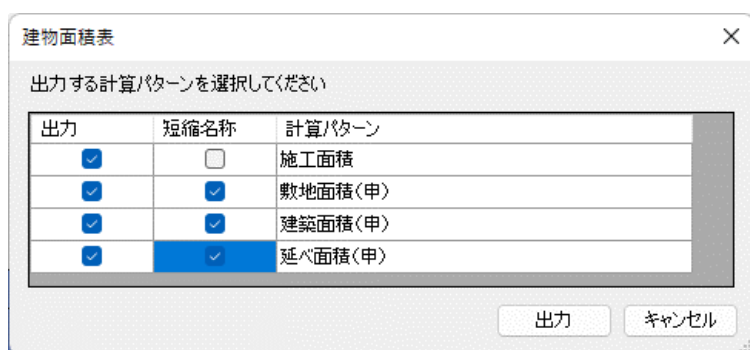 建物面積表
出力する計算パターンを選択してください
出力 短縮名称 計算パターン
施工面積
敷地面積(申)
建築面積(申)
延べ面積(申)
出力 キャンセル